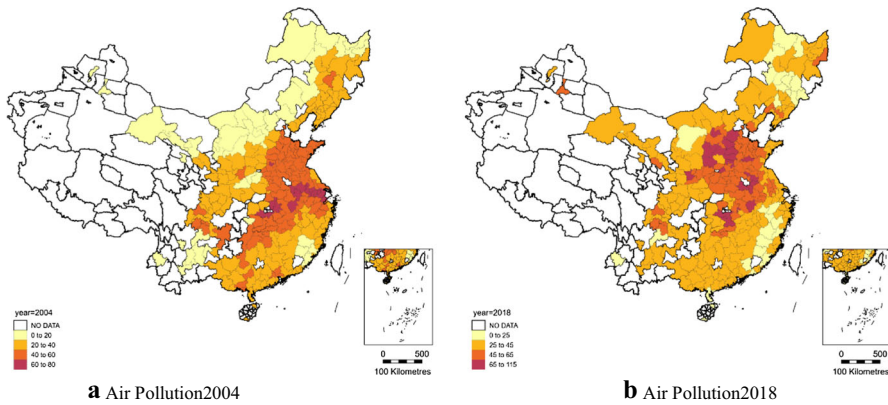 year=2004
NO DATA
0 to 20
20 to 40
40 to 60
60 to 80
0 500
100 Kilometres
a Air Pollution2004
year=2018
NO DATA
0 to 25
25 to 45
45 to 65
65 to 115
0 500
100 Kilometres
b Air Pollution2018